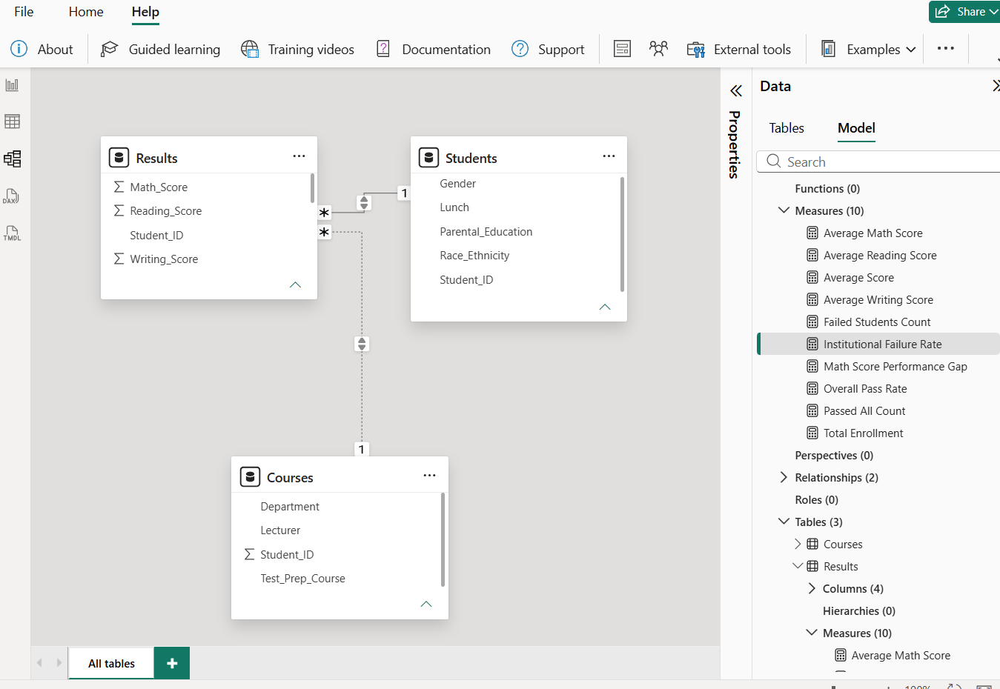 File Home Help Share
About Guided learning Training videos Documentation Support External tools Examples
Data
Properties
Tables Model
Search
Results
Math_Score
Reading_Score
Student_ID
Writing_Score
* 1
*
Students
Gender
Lunch
Parental_Education
Race_Ethnicity
Student_ID
1
Courses
Department
Lecturer
Student_ID
Test_Prep_Course
DAX
TMDL
Functions (0)
Measures (10)
Average Math Score
Average Reading Score
Average Score
Average Writing Score
Failed Students Count
Institutional Failure Rate
Math Score Performance Gap
Overall Pass Rate
Passed All Count
Total Enrollment
Perspectives (0)
Relationships (2)
Roles (0)
Tables (3)
Courses
Results
Columns (4)
Hierarchies (0)
Measures (10)
Average Math Score
All tables +
100%